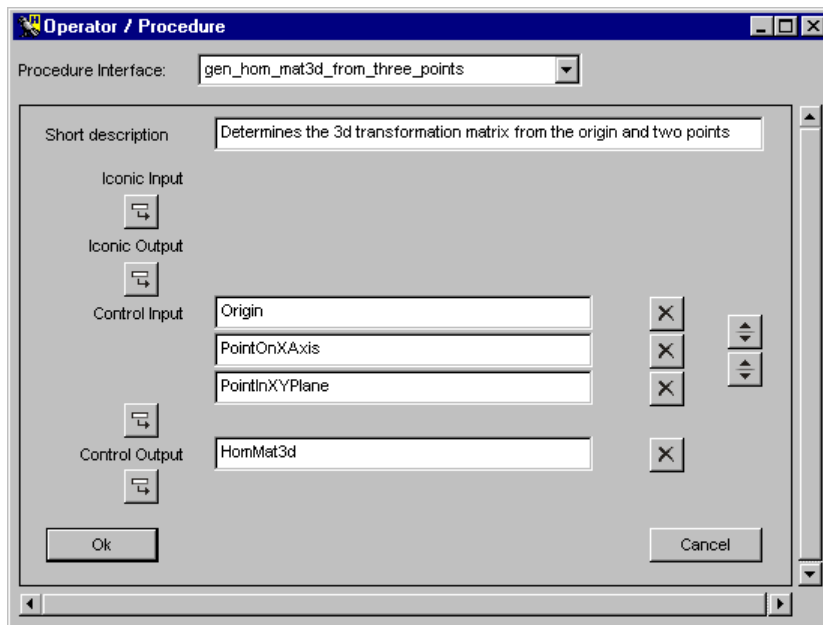 Operator / Procedure
Procedure Interface: gen_hom_mat3d_from_three_points
Short description Determines the 3d transformation matrix from the origin and two points
Iconic Input
Iconic Output
Control Input Origin
PointOnXAxis
PointInXYPlane
Control Output HomMat3d
Ok Cancel